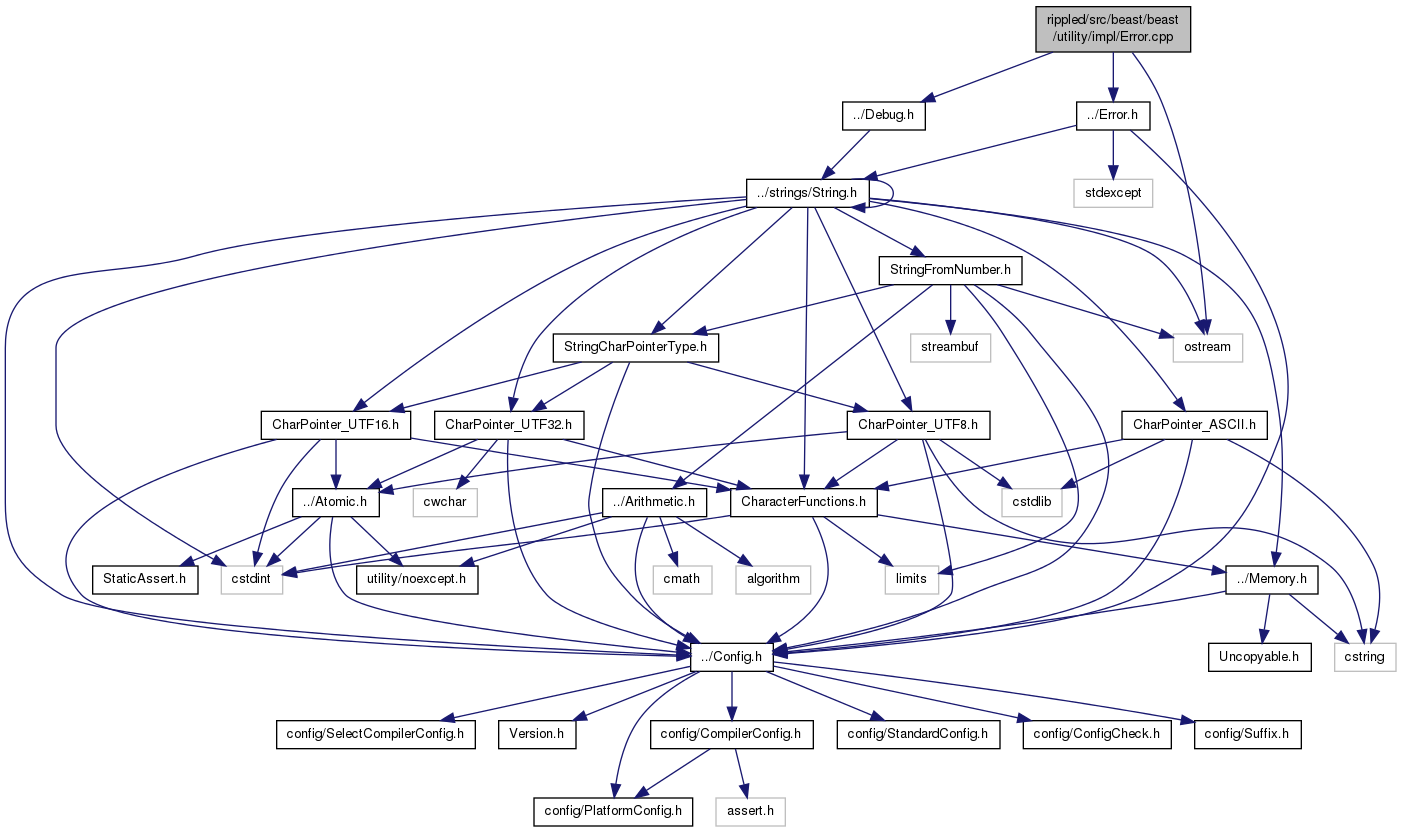 rippled/src/beast/beast
/utility/impl/Error.cpp
../Debug.h
../Error.h
../strings/String.h
stdexcept
StringFromNumber.h
StringCharPointerType.h
streambuf
ostream
CharPointer_UTF16.h
CharPointer_UTF32.h
CharPointer_UTF8.h
CharPointer_ASCII.h
../Atomic.h
cwchar
../Arithmetic.h
CharacterFunctions.h
cstdlib
StaticAssert.h
cstdint
utility/noexcept.h
cmath
algorithm
limits
../Memory.h
../Config.h
Uncopyable.h
cstring
config/SelectCompilerConfig.h
Version.h
config/CompilerConfig.h
config/StandardConfig.h
config/ConfigCheck.h
config/Suffix.h
config/PlatformConfig.h
assert.h